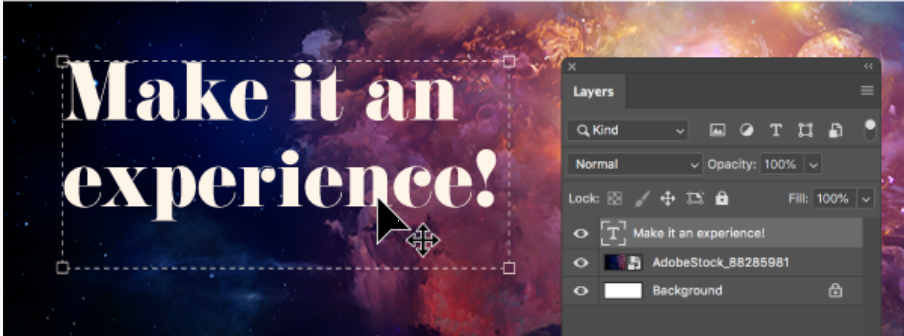 Make it an
experience!
Layers
Kind
Normal Opacity: 100%
Lock: Fill: 100%
Make it an experience!
AdobeStock_88285981
Background